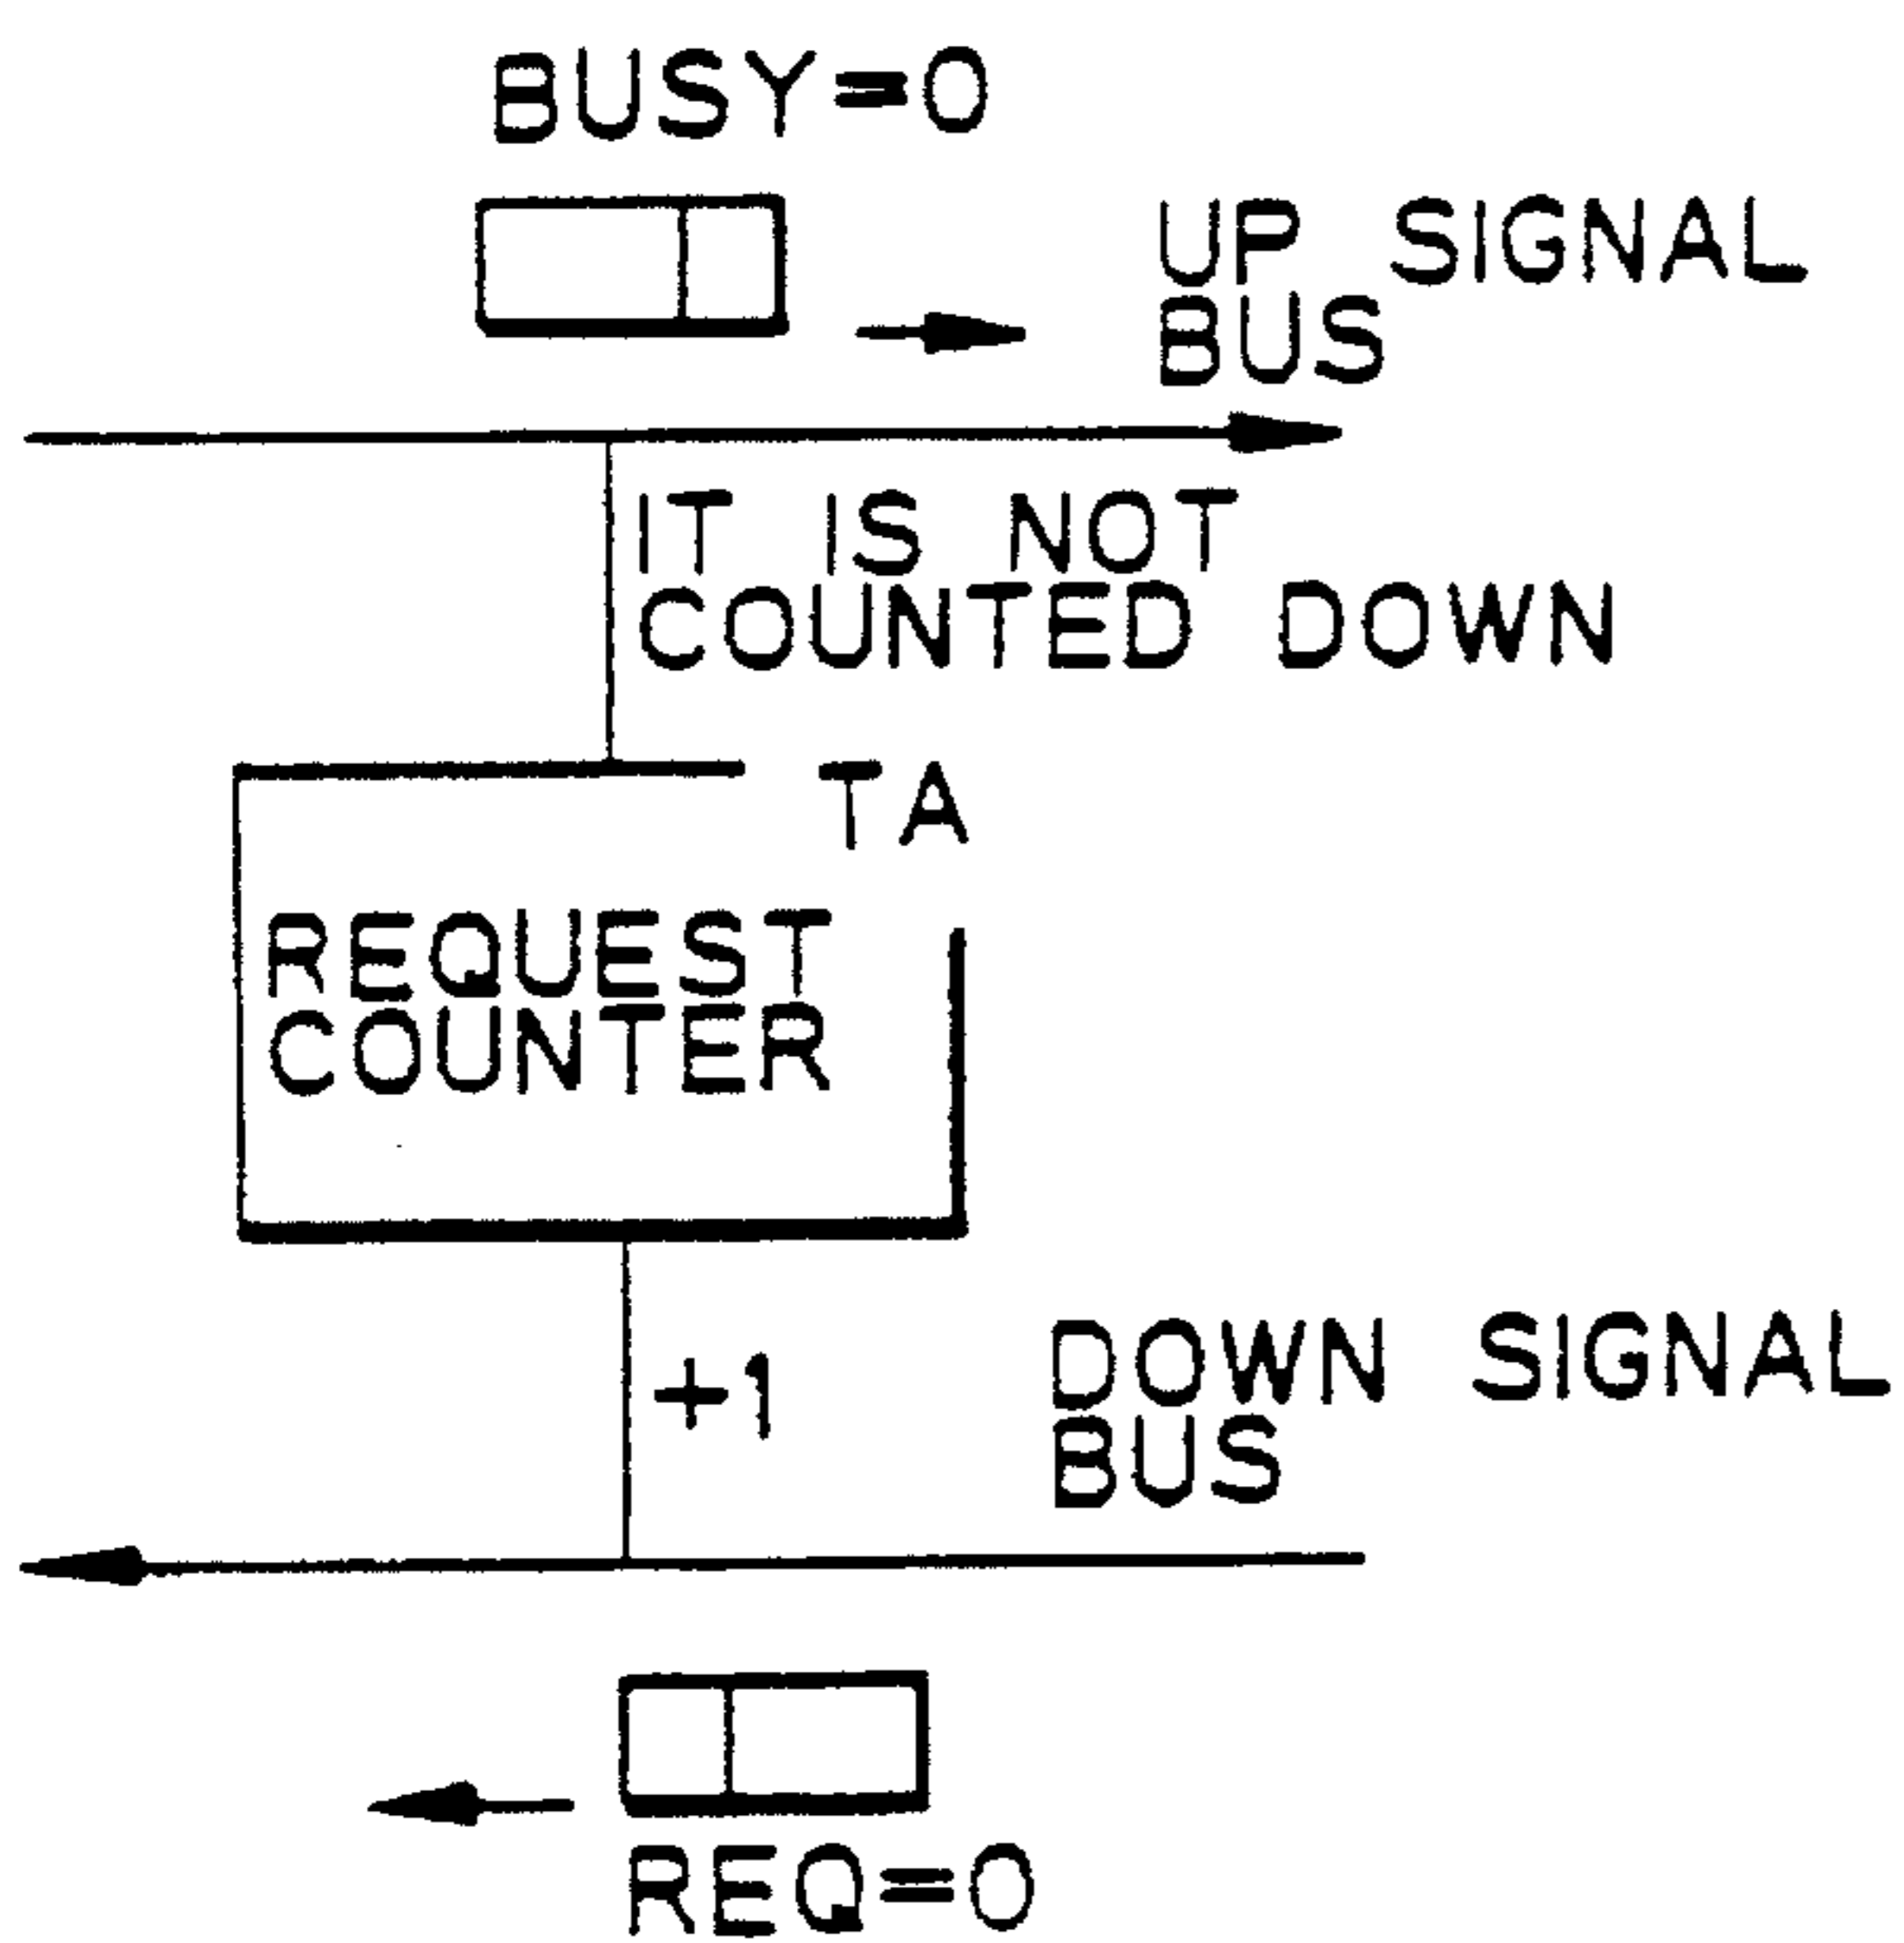 BUSY=0
UP SIGNAL
BUS
IT IS NOT
COUNTED DOWN
TA
REQUEST
COUNTER
+1
DOWN SIGNAL
BUS
REQ=0